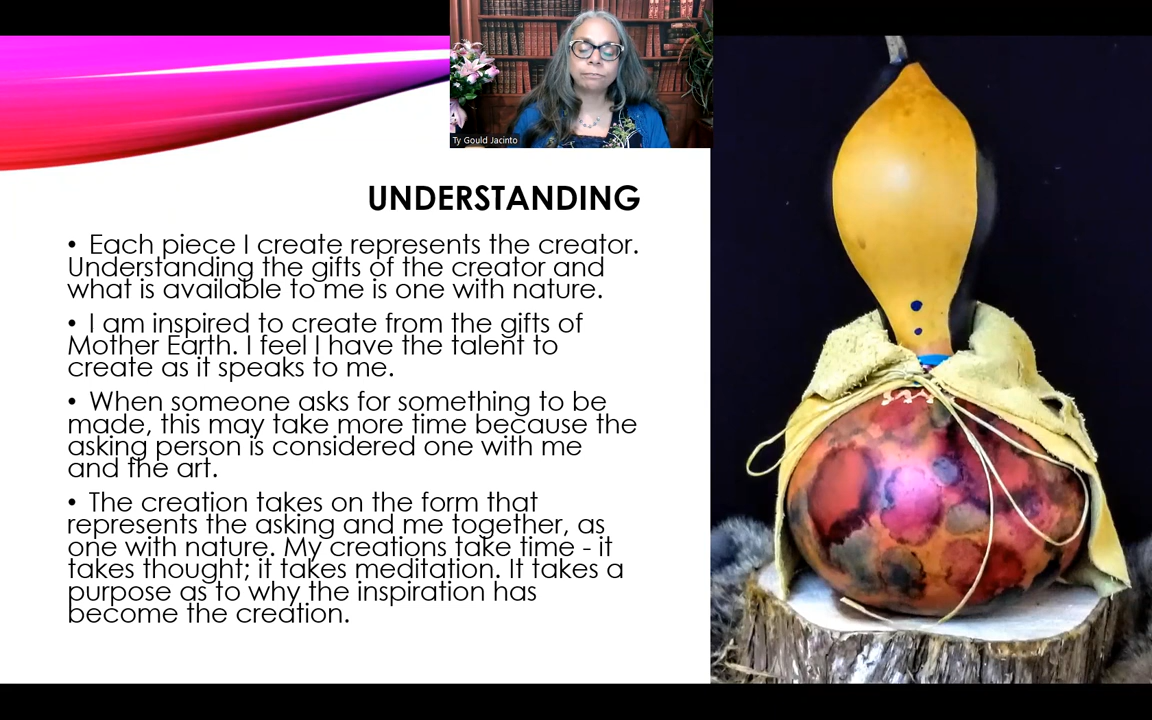 Ty Gould Jacinto
UNDERSTANDING
• Each piece I create represents the creator.
Understanding the gifts of the creator and
what is available to me is one with nature.
• I am inspired to create from the gifts of
Mother Earth. I feel I have the talent to
create as it speaks to me.
• When someone asks for something to be
made, this may take more time because the
asking person is considered one with me
and the art.
• The creation takes on the form that
represents the asking and me together, as
one with nature. My creations take time - it
takes thought; it takes meditation. It takes a
purpose as to why the inspiration has
become the creation.